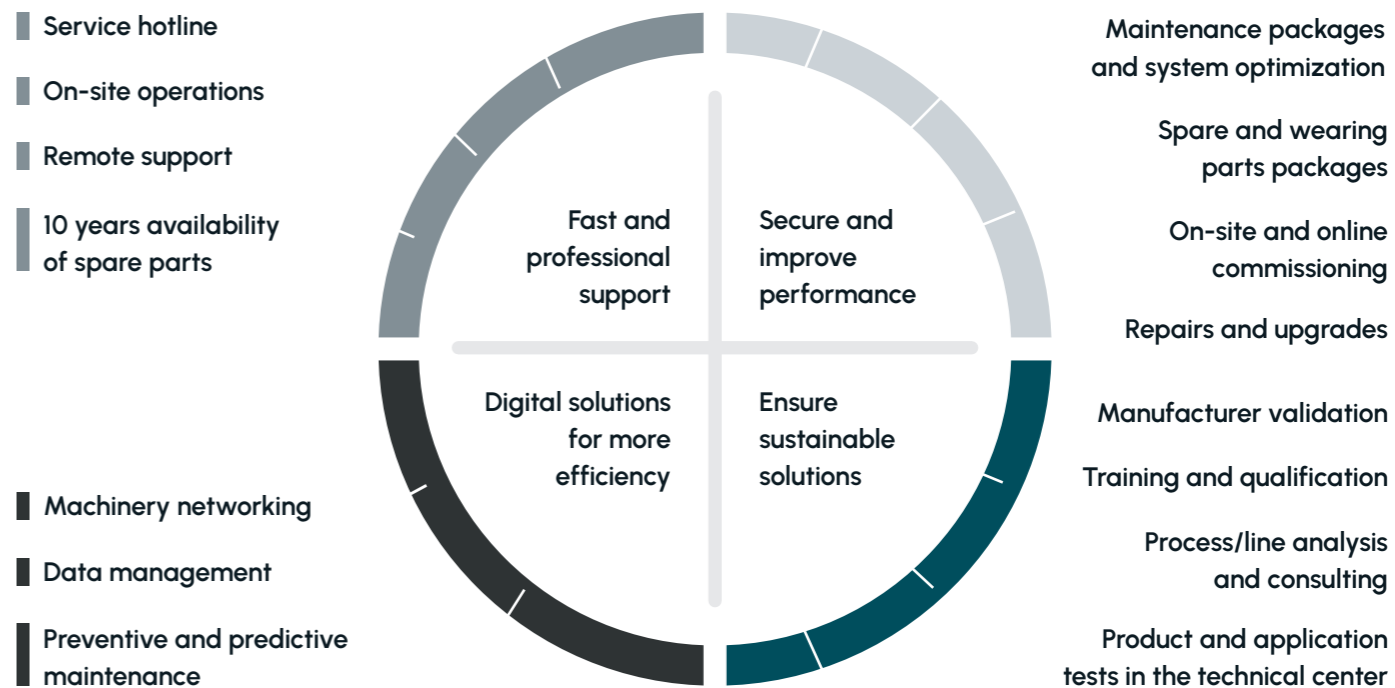 Service hotline
On-site operations
Remote support
10 years availability
of spare parts
Fast and
professional
support
Secure and
improve
performance
Maintenance packages
and system optimization
Spare and wearing
parts packages
On-site and online
commissioning
Repairs and upgrades
Machinery networking
Data management
Preventive and predictive
maintenance
Digital solutions
for more
efficiency
Ensure
sustainable
solutions
Manufacturer validation
Training and qualification
Process/line analysis
and consulting
Product and application
tests in the technical center